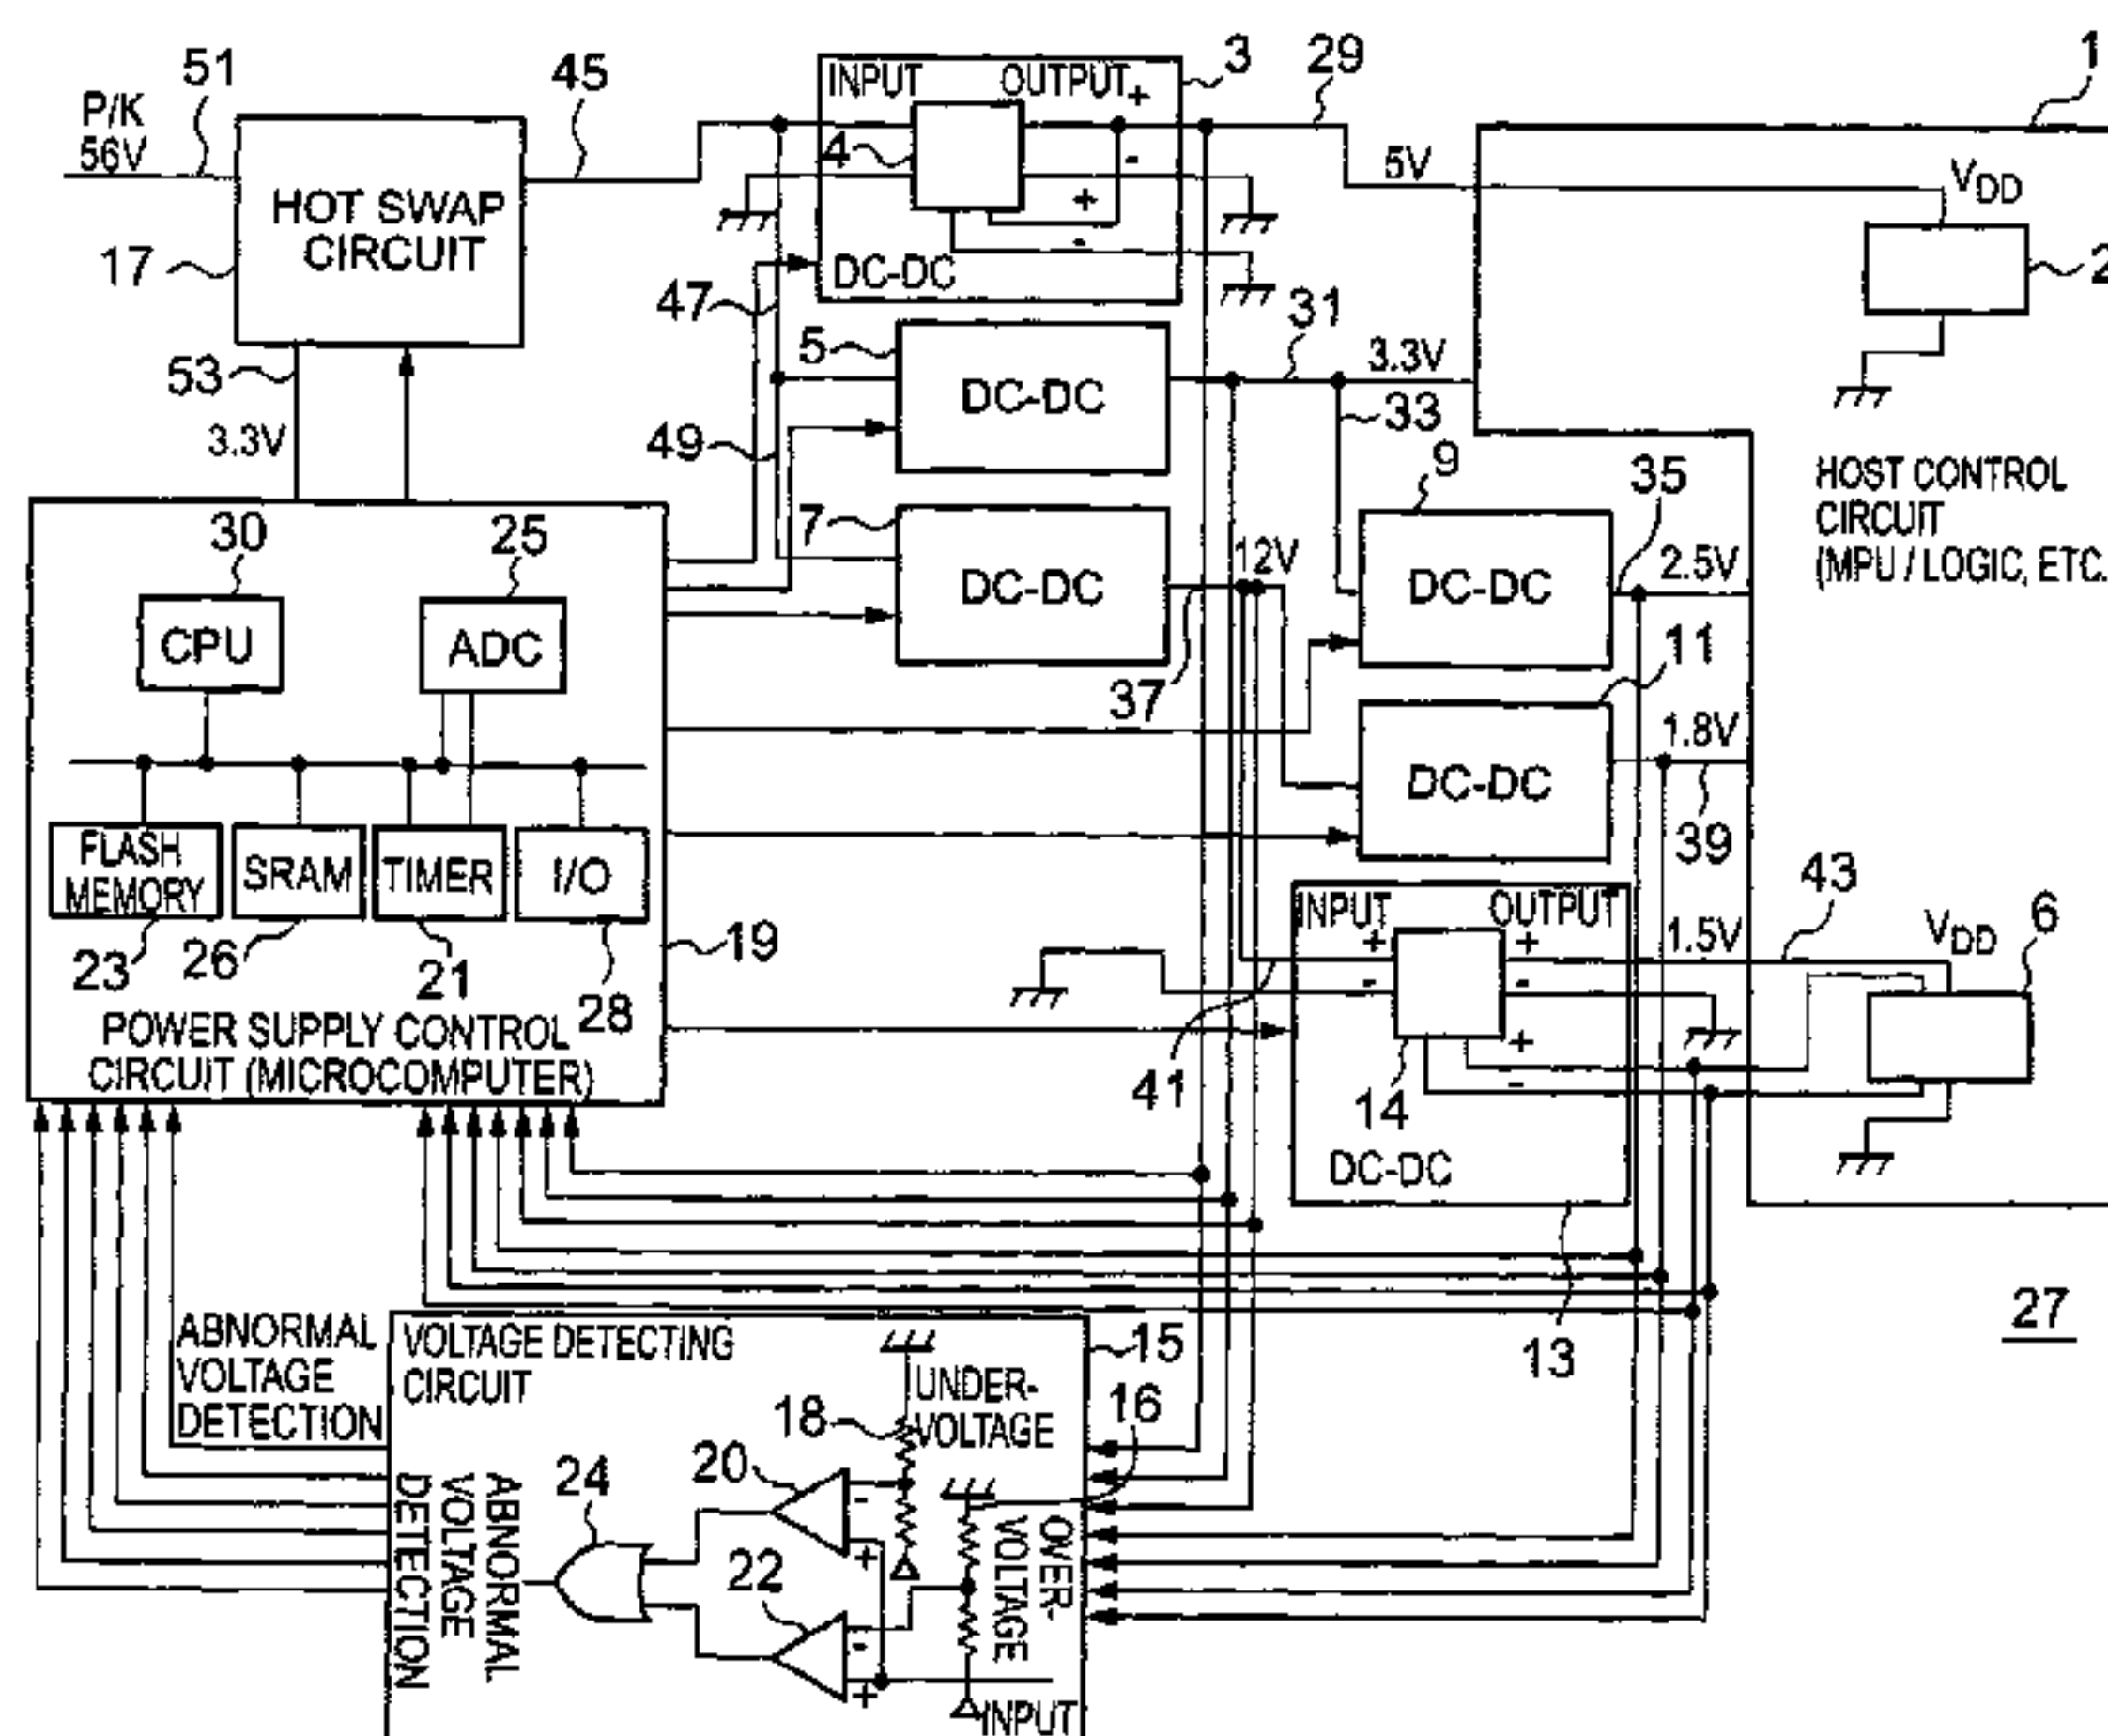 51
P/K
56V
45
HOT SWAP
CIRCUIT
17
53
3.3V
INPUT
OUTPUT
+
-
+
-
4
DC-DC
3
29
5V
1
VDD
2
47
5
DC-DC
31
3.3V
33
49
7
DC-DC
12V
37
9
DC-DC
35
2.5V
HOST CONTROL
CIRCUIT
(MPU / LOGIC, ETC.
11
DC-DC
1.8V
39
30
CPU
25
ADC
FLASH
MEMORY
SRAM
TIMER
I/O
23
26
21
28
19
POWER SUPPLY CONTROL
CIRCUIT (MICROCOMPUTER)
INPUT
OUTPUT
+
-
+
-
+
-
1.5V
43
VDD
6
41
14
DC-DC
13
27
ABNORMAL
VOLTAGE
DETECTION
VOLTAGE DETECTING
CIRCUIT
15
UNDER-
VOLTAGE
16
18
20
-
+
24
22
-
+
ABNORMAL
VOLTAGE
DETECTION
OVER-
VOLTAGE
INPUT